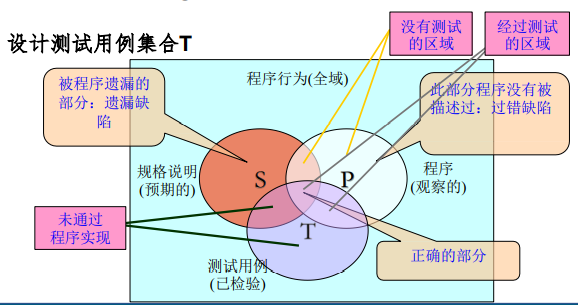 设计测试用例集合T
没有测试
的区域
经过测试
的区域
被程序遗漏的
部分：遗漏缺
陷
程序行为(全域)
此部分程序没有被
描述过：过错缺陷
规格说明
(预期的)
S
P
程序
(观察的)
未通过
程序实现
T
正确的部分
测试用例
(已检验)